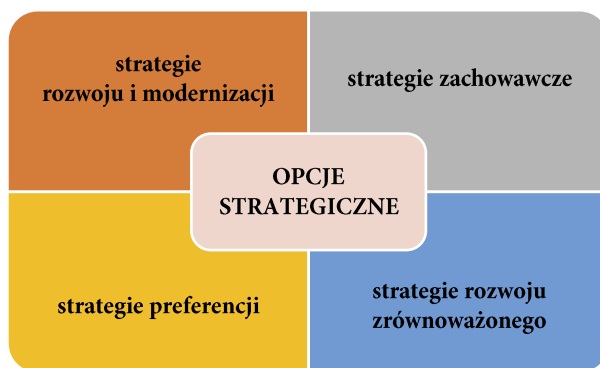 strategie
rozwoju i modernizacji
strategie zachowawcze
OPCJE
STRATEGICZNE
strategie preferencji
strategie rozwoju
zrównoważonego